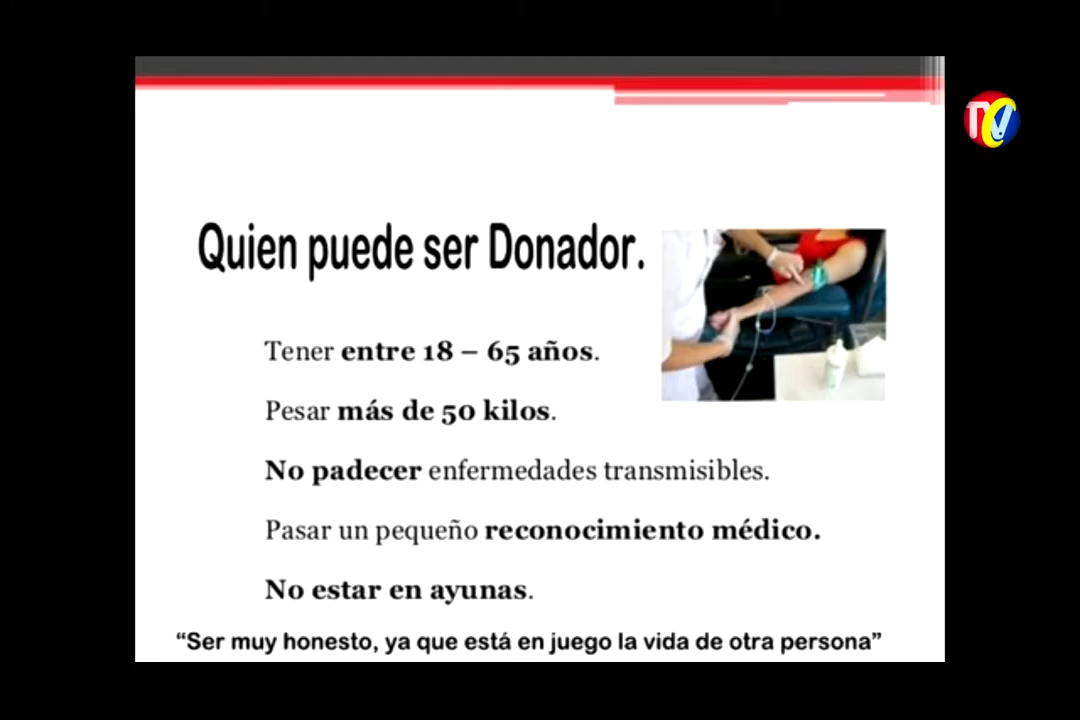 TVC
Quien puede ser Donador.
Tener entre 18 – 65 años.
Pesar más de 50 kilos.
No padecer enfermedades transmisibles.
Pasar un pequeño reconocimiento médico.
No estar en ayunas.
“Ser muy honesto, ya que está en juego la vida de otra persona”